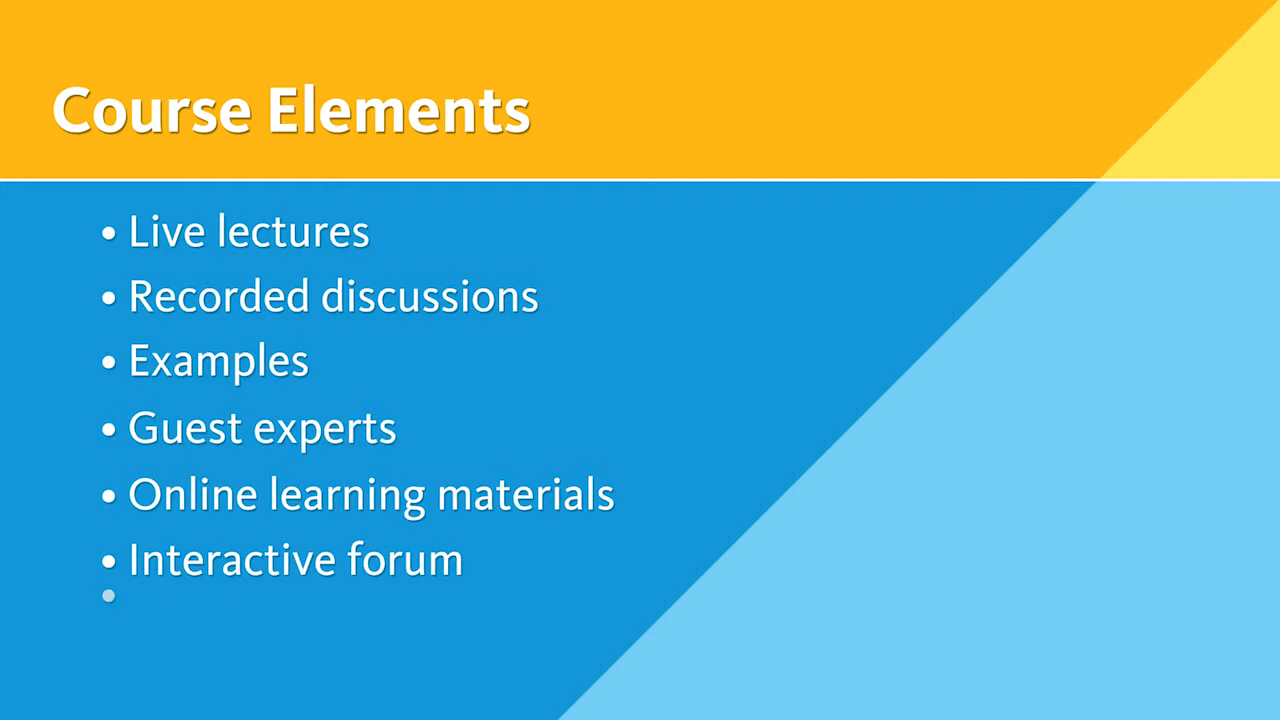 Course Elements
• Live lectures
• Recorded discussions
• Examples
• Guest experts
• Online learning materials
• Interactive forum
•